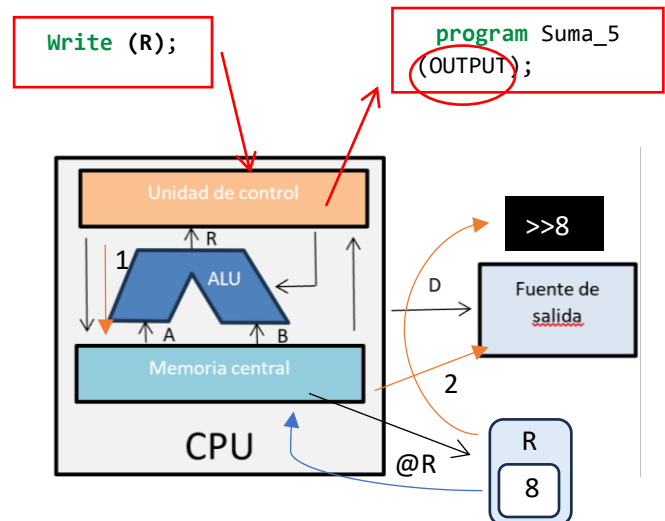 Write (R);
program Suma_5
(OUTPUT);
Unidad de control
R
1
ALU
A
B
Memoria central
CPU
>>8
D
Fuente de
salida
2
@R
R
8